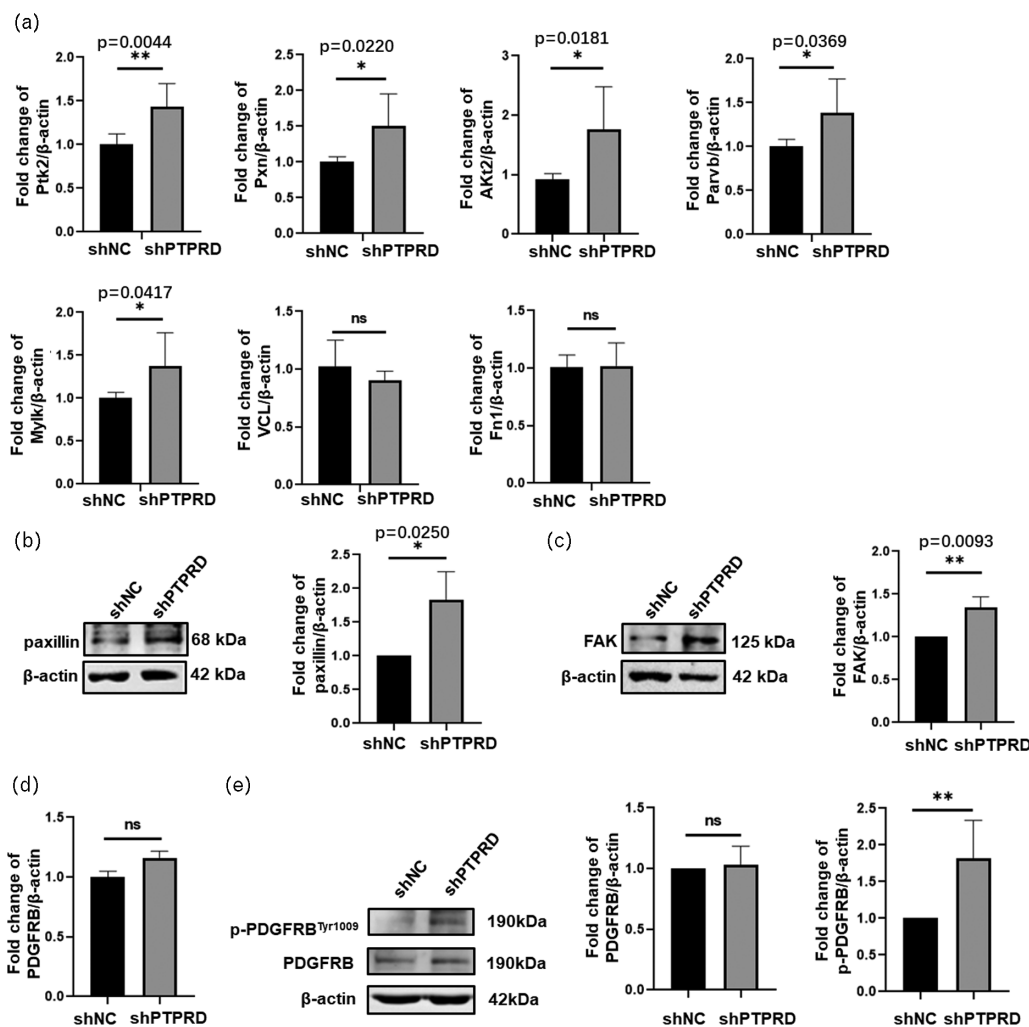 (a)
p=0.0044
**
Fold change of
Ptk2/β-actin
2.0
1.5
1.0
0.5
0.0
shNC shPTPRD
p=0.0220
*
Fold change of
Pxn/β-actin
2.5
2.0
1.5
1.0
0.5
0.0
shNC shPTPRD
p=0.0181
*
Fold change of
AKt2/β-actin
3
2
1
0
shNC shPTPRD
p=0.0369
*
Fold change of
Parvb/β-actin
2.0
1.5
1.0
0.5
0.0
shNC shPTPRD
p=0.0417
*
Fold change of
Mylk/β-actin
2.0
1.5
1.0
0.5
0.0
shNC shPTPRD
ns
Fold change of
VCL/β-actin
1.5
1.0
0.5
0.0
shNC shPTPRD
ns
Fold change of
Fn1/β-actin
1.5
1.0
0.5
0.0
shNC shPTPRD
(b)
shNC shPTPRD
paxillin 68 kDa
β-actin 42 kDa
p=0.0250
*
Fold change of
paxillin/β-actin
2.5
2.0
1.5
1.0
0.5
0.0
shNC shPTPRD
(c)
shNC shPTPRD
FAK 125 kDa
β-actin 42 kDa
p=0.0093
**
Fold change of
FAK/β-actin
2.0
1.5
1.0
0.5
0.0
shNC shPTPRD
(d)
ns
Fold change of
PDGFRB/β-actin
1.5
1.0
0.5
0.0
shNC shPTPRD
(e)
shNC shPTPRD
p-PDGFRBTyr1009 190kDa
PDGFRB 190kDa
β-actin 42kDa
ns
Fold change of
PDGFRB/β-actin
1.5
1.0
0.5
0.0
shNC shPTPRD
**
Fold change of
p-PDGFRB/β-actin
2.5
2.0
1.5
1.0
0.5
0.0
shNC shPTPRD